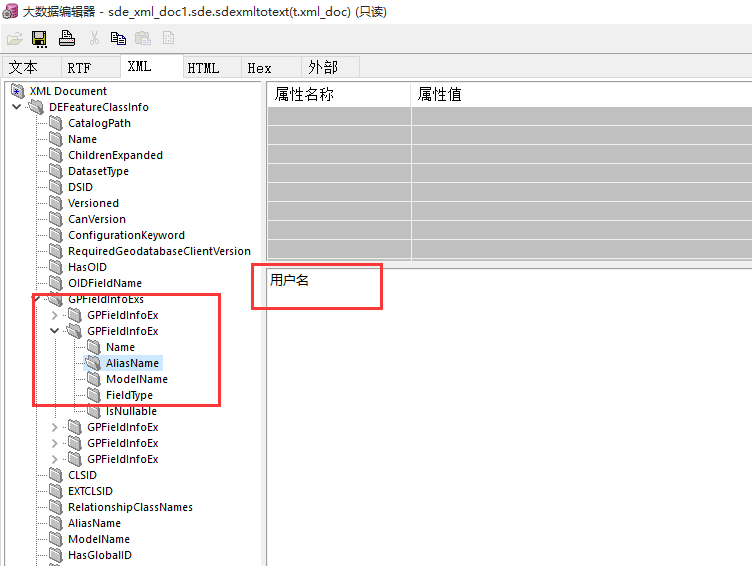 大数据编辑器 - sde_xml_doc1.sde.sdexmltotext(t.xml_doc) (只读)
文本 RTF XML HTML Hex 外部
XML Document
DEFeatureClassInfo
CatalogPath
Name
ChildrenExpanded
DatasetType
DSID
Versioned
CanVersion
ConfigurationKeyword
RequiredGeodatabaseClientVersion
HasOID
OIDFieldName
GPFieldInfoExs
GPFieldInfoEx
GPFieldInfoEx
Name
AliasName
ModelName
FieldType
IsNullable
GPFieldInfoEx
GPFieldInfoEx
GPFieldInfoEx
CLSID
EXTCLSID
RelationshipClassNames
AliasName
ModelName
HasGlobalID
属性名称 属性值
用户名